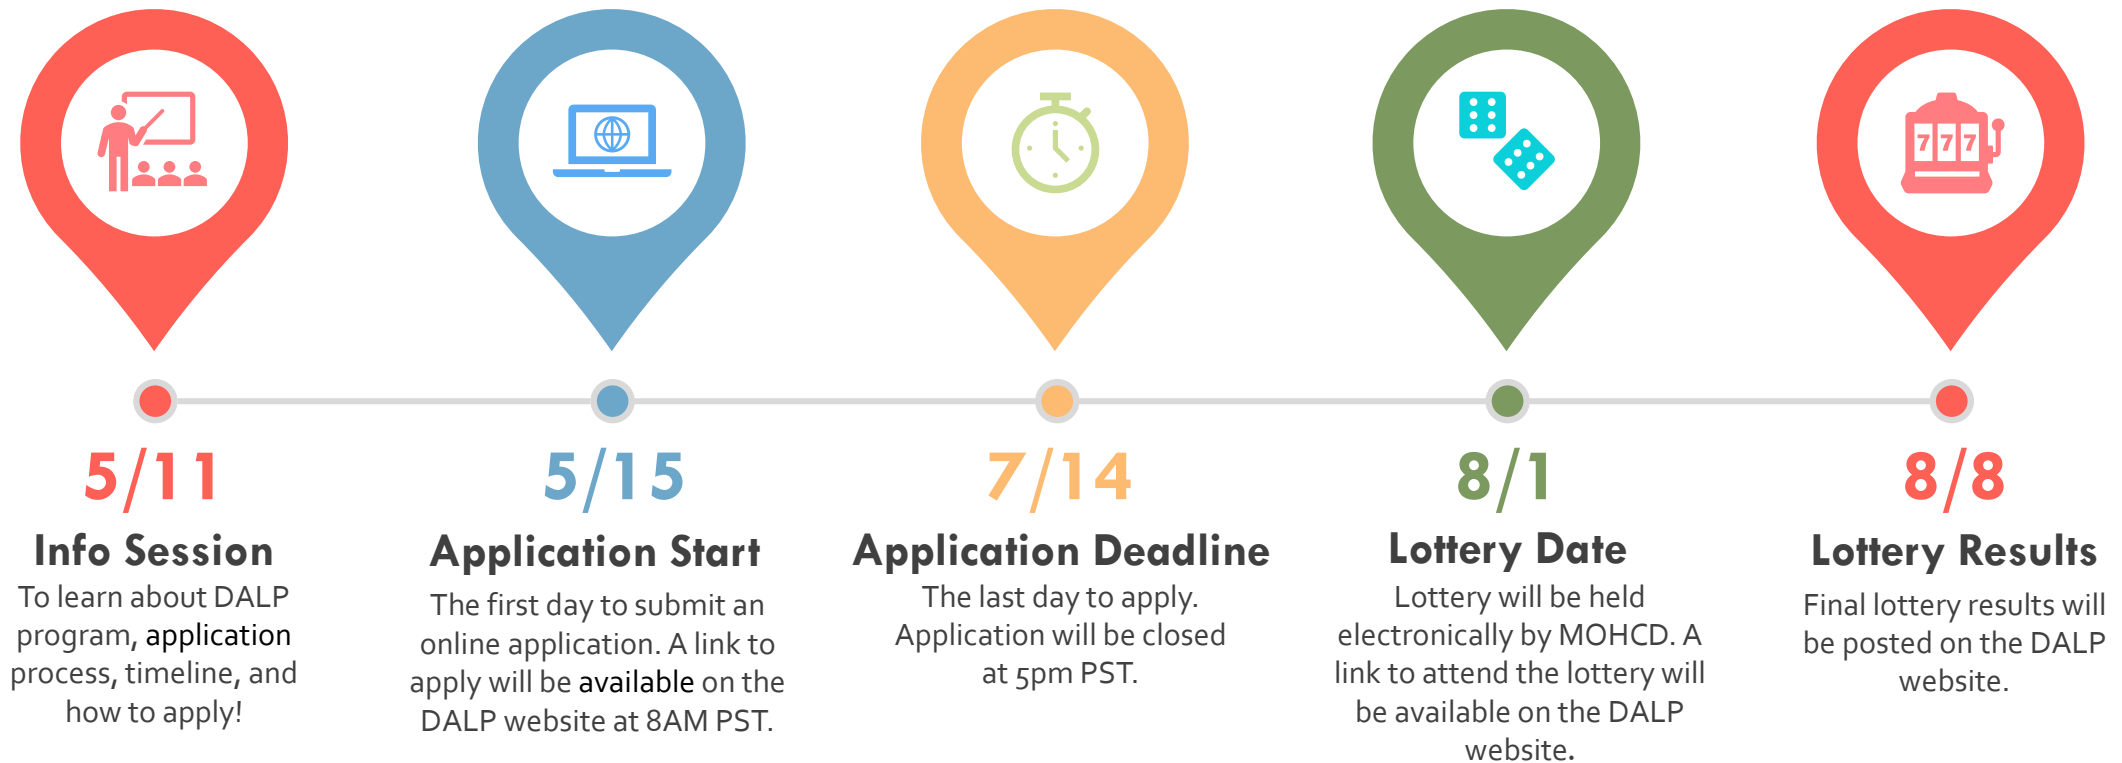 777
5/11
Info Session
To learn about DALP
program, application
process, timeline, and
how to apply!
5/15
Application Start
The first day to submit an
online application. A link to
apply will be available on the
DALP website at 8AM PST.
7/14
Application Deadline
The last day to apply.
Application will be closed
at 5pm PST.
8/1
Lottery Date
Lottery will be held
electronically by MOHCD. A
link to attend the lottery will
be available on the DALP
website.
8/8
Lottery Results
Final lottery results will
be posted on the DALP
website.